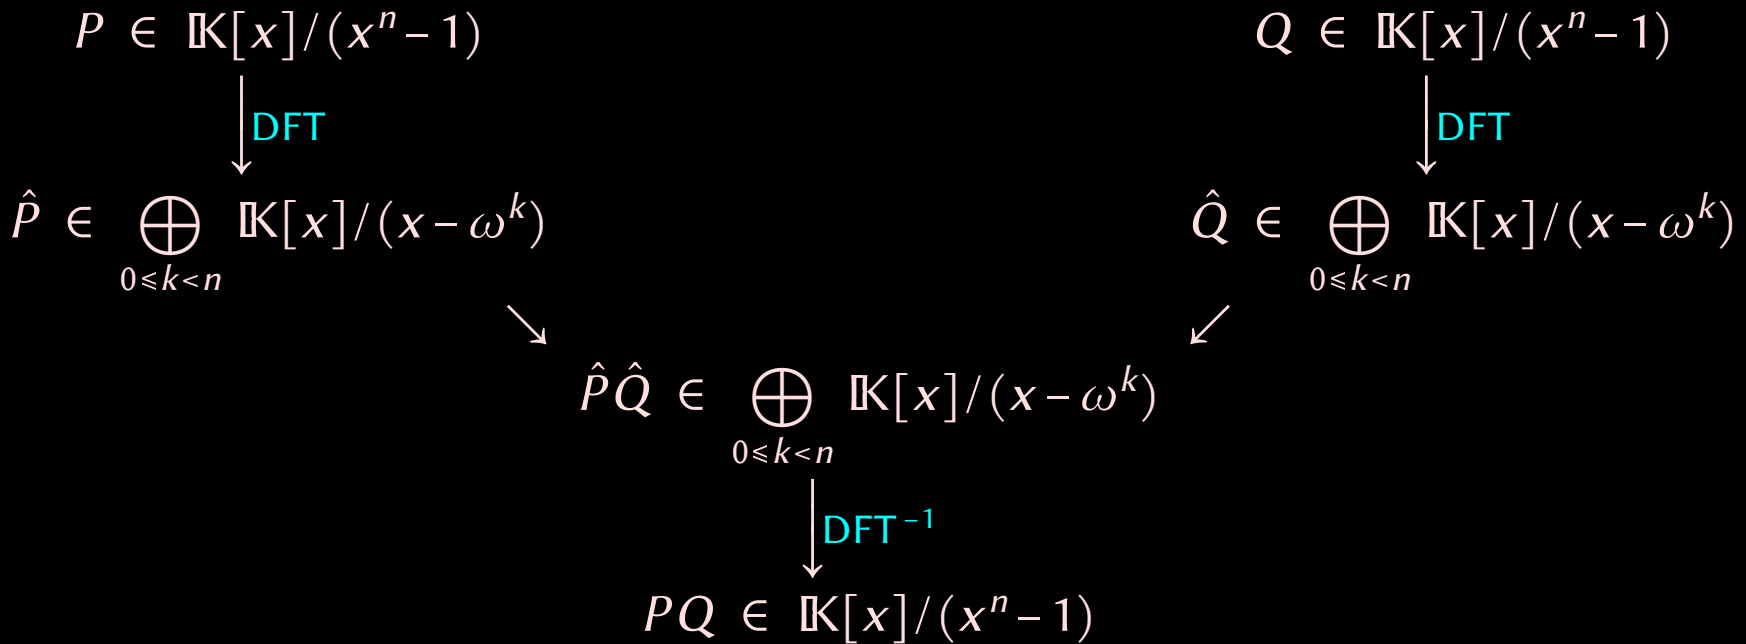 P ∈ 𝕂[x]/(xⁿ − 1) Q ∈ 𝕂[x]/(xⁿ − 1)
DFT DFT
P̂ ∈ ⨁ 𝕂[x]/(x − ωᵏ) Q̂ ∈ ⨁ 𝕂[x]/(x − ωᵏ)
0⩽k<n 0⩽k<n
P̂Q̂ ∈ ⨁ 𝕂[x]/(x − ωᵏ)
0⩽k<n
DFT⁻¹
PQ ∈ 𝕂[x]/(xⁿ − 1)